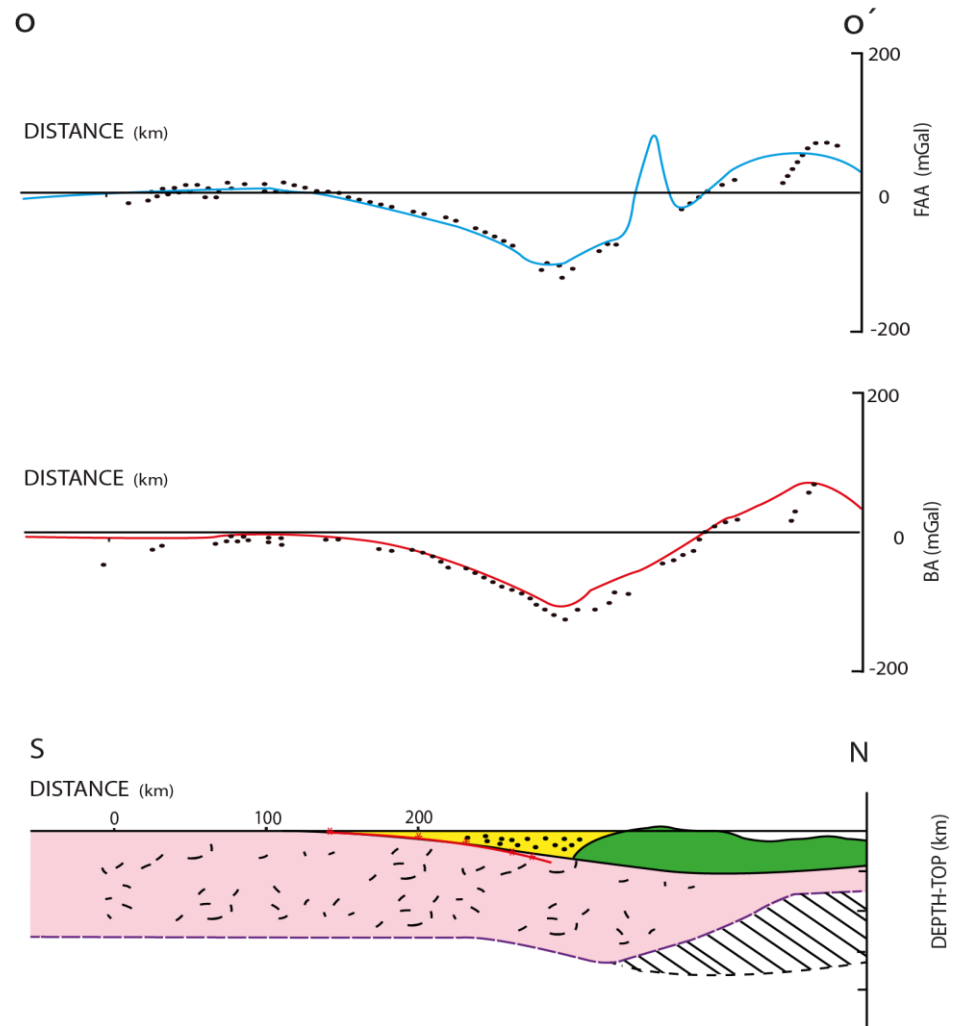 O
O´
200
DISTANCE (km)
0
FAA (mGal)
-200
200
DISTANCE (km)
0
BA (mGal)
-200
S
N
DISTANCE (km)
0 100 200
DEPTH-TOP (km)